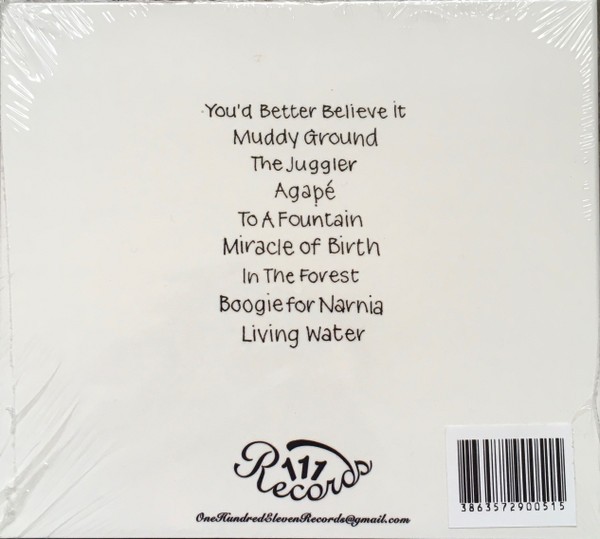 You'd Better Believe it
Muddy Ground
The Juggler
Agapé
To A Fountain
Miracle of Birth
In The Forest
Boogie for Narnia
Living Water
111
Records
OneHundredElevenRecords@gmail.com
3863572900515